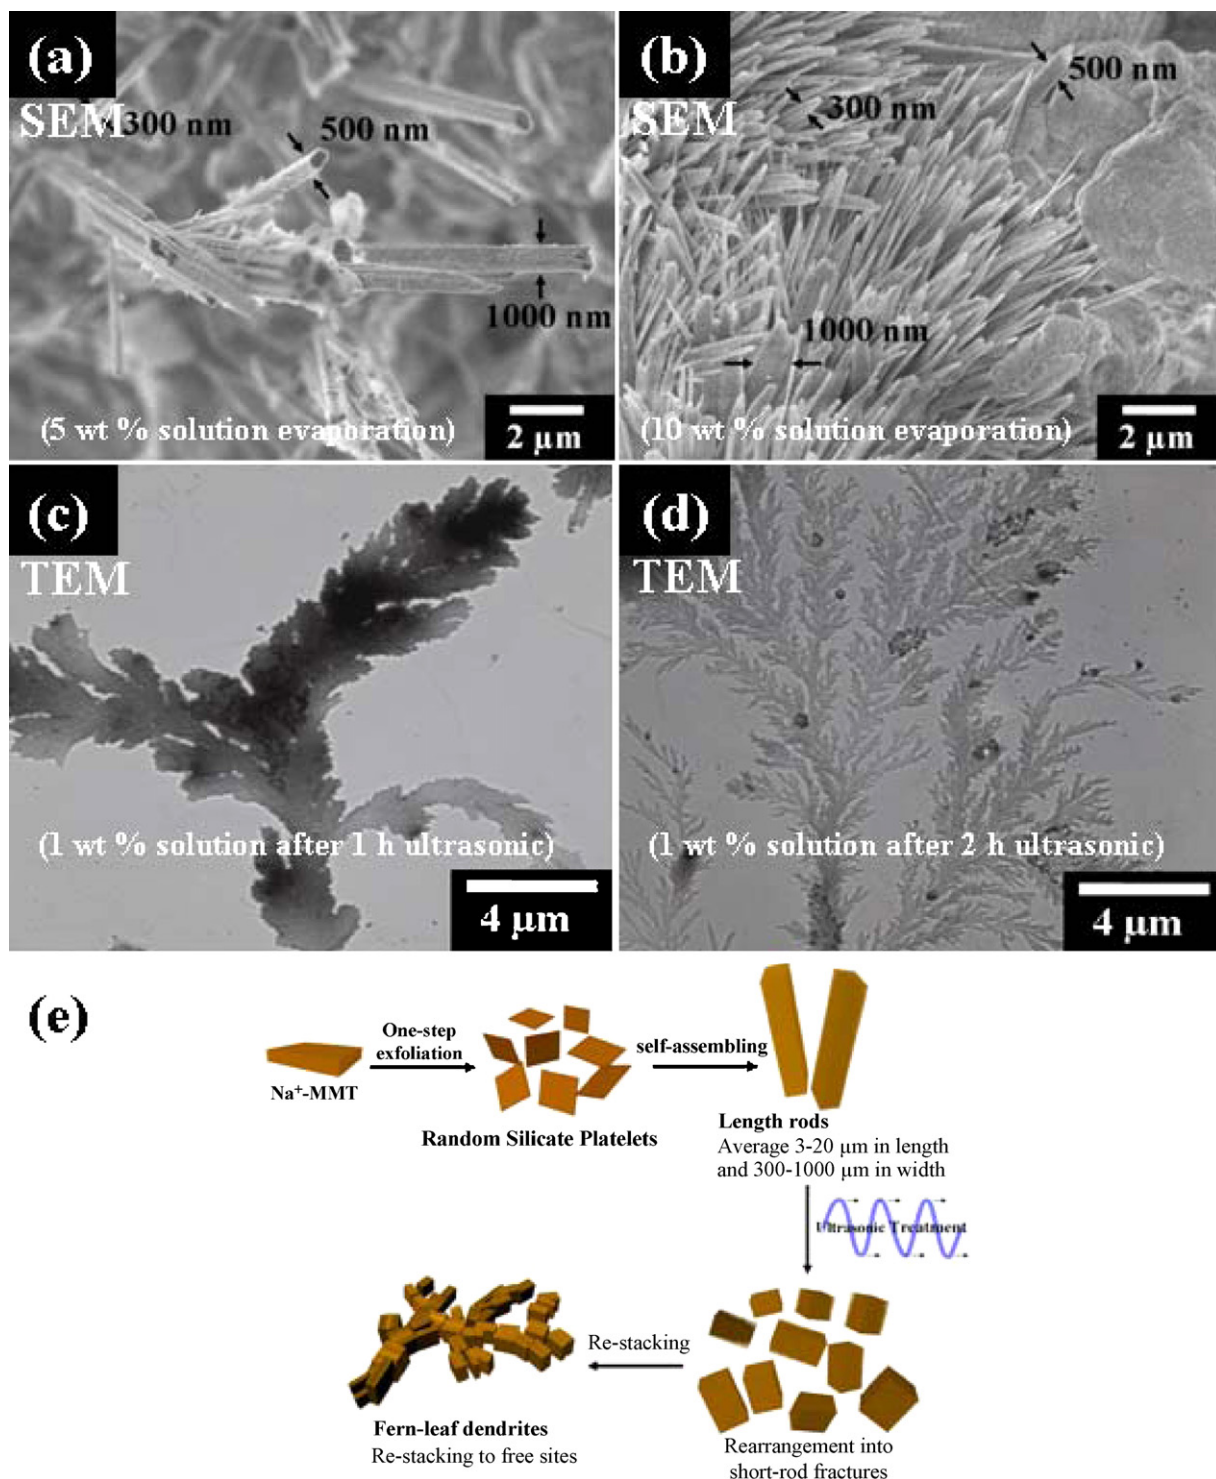 (a)
SEM
300 nm
500 nm
1000 nm
(5 wt % solution evaporation)
2 µm
(b)
SEM
300 nm
500 nm
1000 nm
(10 wt % solution evaporation)
2 µm
(c)
TEM
(1 wt % solution after 1 h ultrasonic)
4 µm
(d)
TEM
(1 wt % solution after 2 h ultrasonic)
4 µm
(e)
Na⁺-MMT
One-step
exfoliation
Random Silicate Platelets
self-assembling
Length rods
Average 3-20 µm in length
and 300-1000 µm in width
Ultrasonic Treatment
Rearrangement into
short-rod fractures
Re-stacking
Fern-leaf dendrites
Re-stacking to free sites